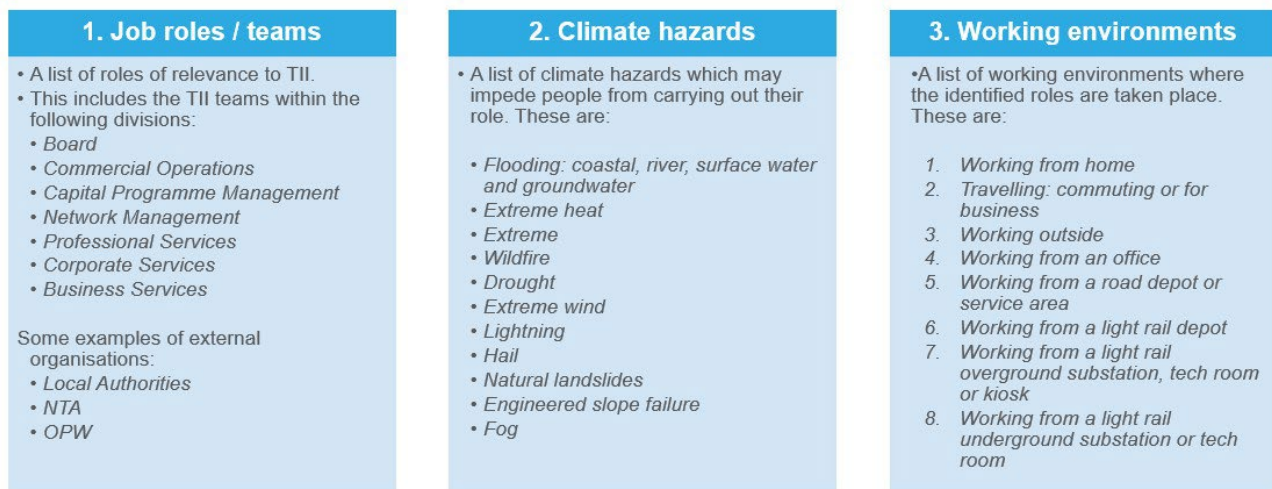 1. Job roles / teams
• A list of roles of relevance to TII.
• This includes the TII teams within the
following divisions:
• Board
• Commercial Operations
• Capital Programme Management
• Network Management
• Professional Services
• Corporate Services
• Business Services
Some examples of external
organisations:
• Local Authorities
• NTA
• OPW
2. Climate hazards
• A list of climate hazards which may
impede people from carrying out their
role. These are:
• Flooding: coastal, river, surface water
and groundwater
• Extreme heat
• Extreme
• Wildfire
• Drought
• Extreme wind
• Lightning
• Hail
• Natural landslides
• Engineered slope failure
• Fog
3. Working environments
•A list of working environments where
the identified roles are taken place.
These are:
1. Working from home
2. Travelling: commuting or for
business
3. Working outside
4. Working from an office
5. Working from a road depot or
service area
6. Working from a light rail depot
7. Working from a light rail
overground substation, tech room
or kiosk
8. Working from a light rail
underground substation or tech
room